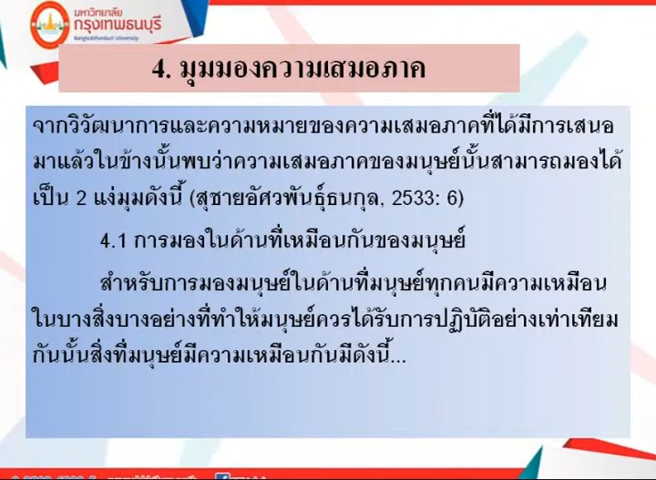 มหาวิทยาลัย
กรุงเทพธนบุรี
Bangkokthonburi University
4. มุมมองความเสมอภาค
จากวิวัฒนาการและความหมายของความเสมอภาคที่ได้มีการเสนอ
มาแล้วในข้างนั้นพบว่าความเสมอภาคของมนุษย์นั้นสามารถมองได้
เป็น 2 แง่มุมดังนี้ (สุชายอัศวพันธุ์ธนกุล, 2533: 6)
4.1 การมองในด้านที่เหมือนกันของมนุษย์
สำหรับการมองมนุษย์ในด้านที่มนุษย์ทุกคนมีความเหมือน
ในบางสิ่งบางอย่างที่ทำให้มนุษย์ควรได้รับการปฏิบัติอย่างเท่าเทียม
กันนั้นสิ่งที่มนุษย์มีความเหมือนกันมีดังนี้...